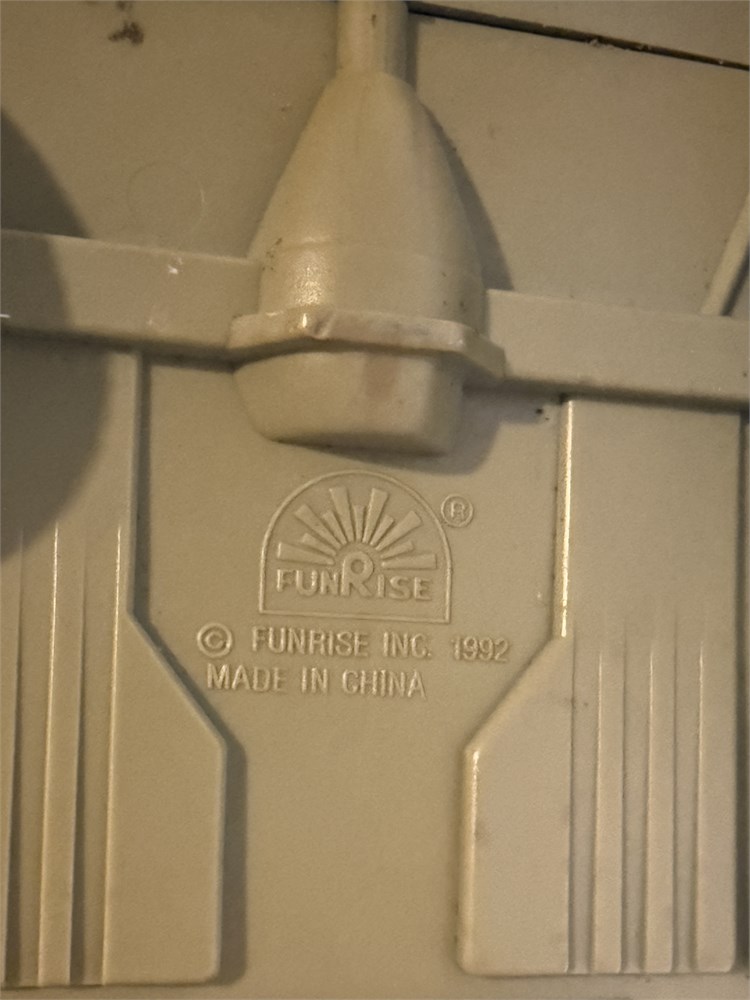 ®
FUNRISE
© FUNRISE INC. 1992
MADE IN CHINA